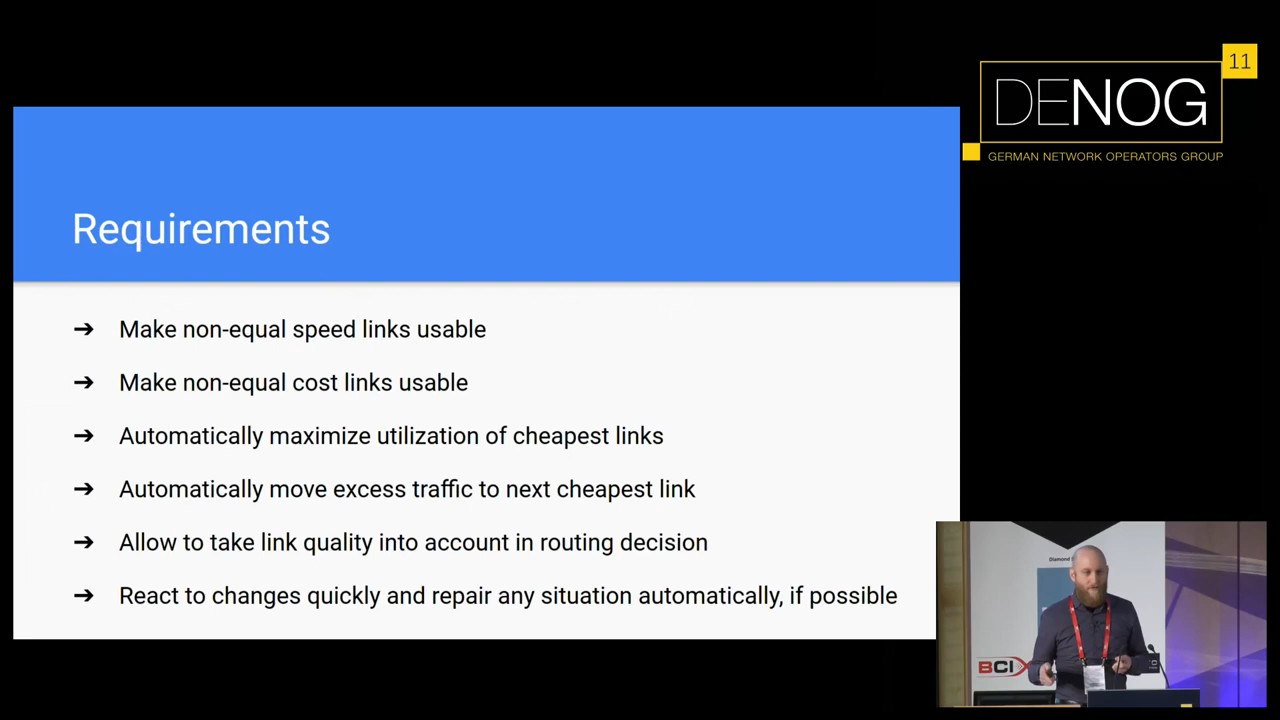 11
DENOG
GERMAN NETWORK OPERATORS GROUP
Requirements
➔ Make non-equal speed links usable
➔ Make non-equal cost links usable
➔ Automatically maximize utilization of cheapest links
➔ Automatically move excess traffic to next cheapest link
➔ Allow to take link quality into account in routing decision
➔ React to changes quickly and repair any situation automatically, if possible
Diamond
BCIX